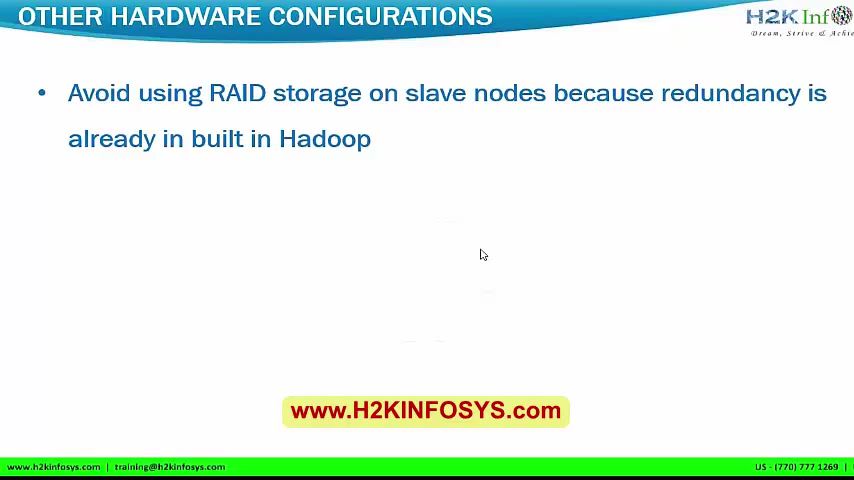 OTHER HARDWARE CONFIGURATIONS
H2K Inf
Dream, Strive & Achie
• Avoid using RAID storage on slave nodes because redundancy is
already in built in Hadoop
www.H2KINFOSYS.com
www.h2kinfosys.com | training@h2kinfosys.com
US - (770) 777 1269 |